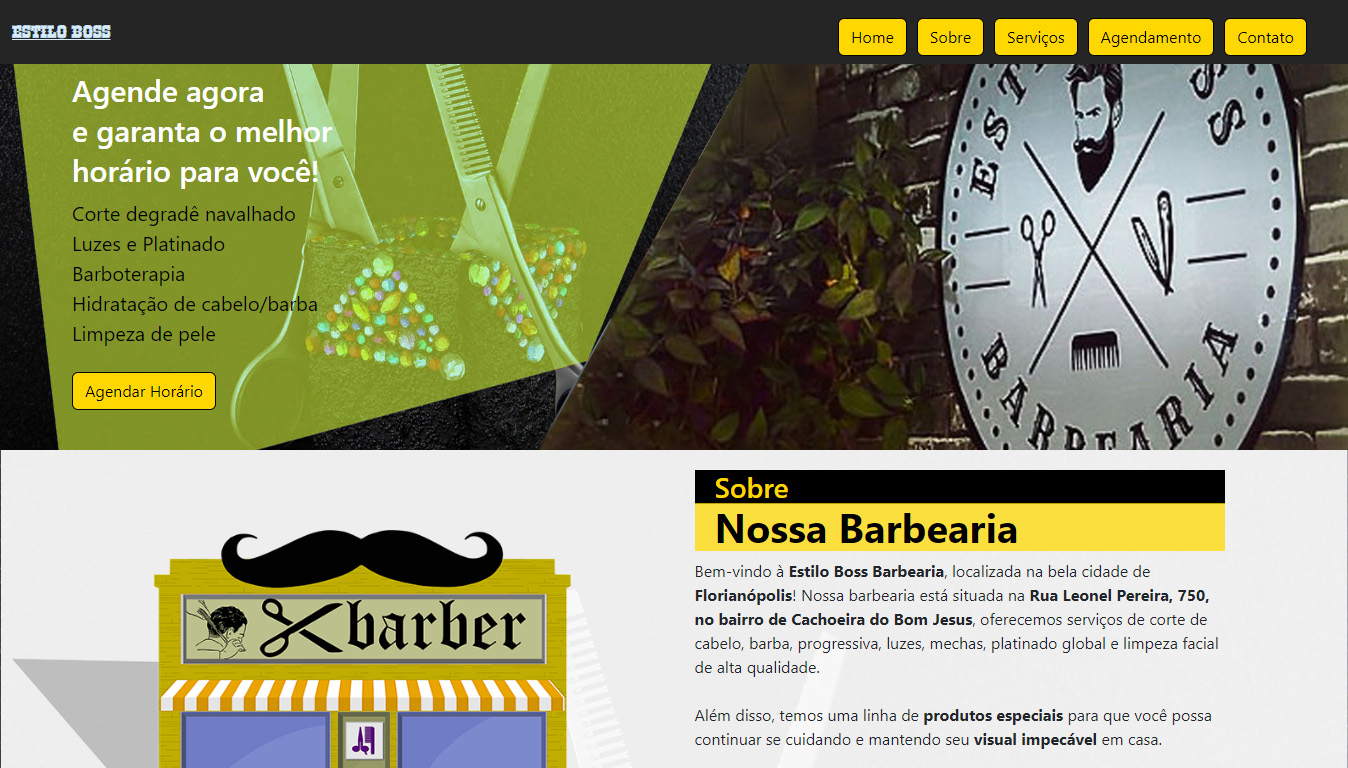 ESTILO BOSS
Home
Sobre
Serviços
Agendamento
Contato
Agende agora
e garanta o melhor
horário para você!
Corte degradê navalhado
Luzes e Platinado
Barboterapia
Hidratação de cabelo/barba
Limpeza de pele
Agendar Horário
BARBEARIA
Sobre
Nossa Barbearia
Bem-vindo à Estilo Boss Barbearia, localizada na bela cidade de
Florianópolis! Nossa barbearia está situada na Rua Leonel Pereira, 750,
no bairro de Cachoeira do Bom Jesus, oferecemos serviços de corte de
cabelo, barba, progressiva, luzes, mechas, platinado global e limpeza facial
de alta qualidade.
Além disso, temos uma linha de produtos especiais para que você possa
continuar se cuidando e mantendo seu visual impecável em casa.
barber